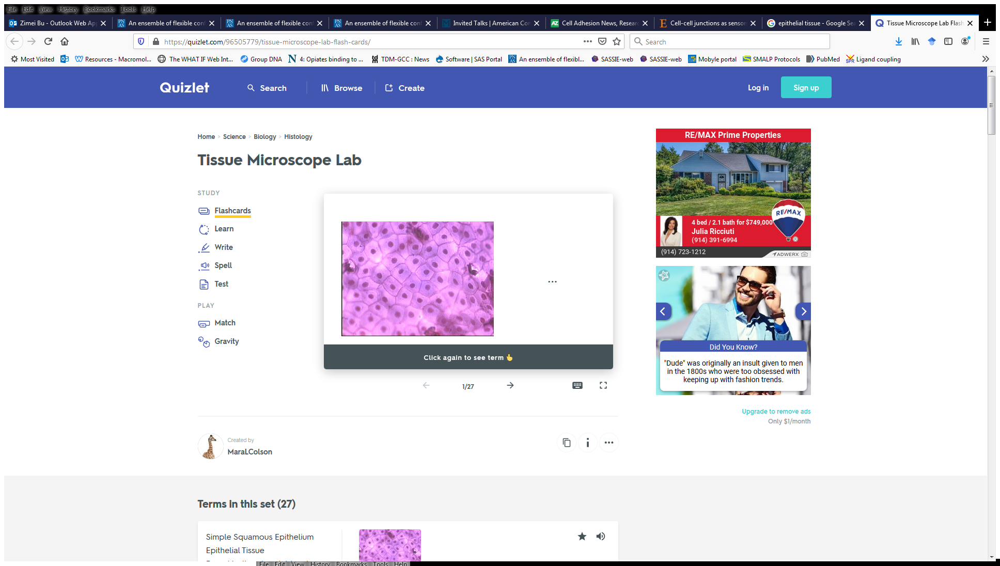 File Edit View History Bookmarks Tools Help
Zimei Bu - Outlook Web Ap
An ensemble of flexible conf
An ensemble of flexible conf
An ensemble of flexible conf
Invited Talks | American Con
Cell Adhesion News, Researc
Cell-cell junctions as sensors
epithelial tissue - Google Sea
Tissue Microscope Lab Flash
https://quizlet.com/96505779/tissue-microscope-lab-flash-cards/
Search
Most Visited
Resources - Macromol...
The WHAT IF Web Int...
Group DNA
4: Opiates binding to ...
TDM-GCC : News
Software | SAS Portal
An ensemble of flexibl...
SASSIE-web
SASSIE-web
Mobyle portal
SMALP Protocols
PubMed
Ligand coupling
Quizlet
Search
Browse
Create
Log in
Sign up
Home > Science > Biology > Histology
Tissue Microscope Lab
STUDY
Flashcards
Learn
Write
Spell
Test
PLAY
Match
Gravity
...
Click again to see term
1/27
Created by
MaraLColson
RE/MAX Prime Properties
RE/MAX
4 bed / 2.1 bath for $749,000
Julia Ricciuti
(914) 391-6994
(914) 723-1212
ADWERX
Did You Know?
"Dude" was originally an insult given to men
in the 1800s who were too obsessed with
keeping up with fashion trends.
Upgrade to remove ads
Only $1/month
Terms in this set (27)
Simple Squamous Epithelium
Epithelial Tissue
File Edit View History Bookmarks Tools Help